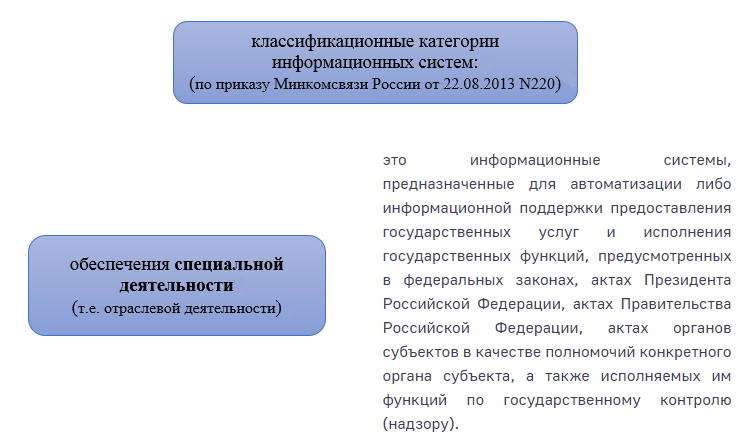 классификационные категории
информационных систем:
(по приказу Минкомсвязи России от 22.08.2013 N220)
обеспечения специальной
деятельности
(т.е. отраслевой деятельности)
это информационные системы,
предназначенные для автоматизации либо
информационной поддержки предоставления
государственных услуг и исполнения
государственных функций, предусмотренных
в федеральных законах, актах Президента
Российской Федерации, актах Правительства
Российской Федерации, актах органов
субъектов в качестве полномочий конкретного
органа субъекта, а также исполняемых им
функций по государственному контролю
(надзору).